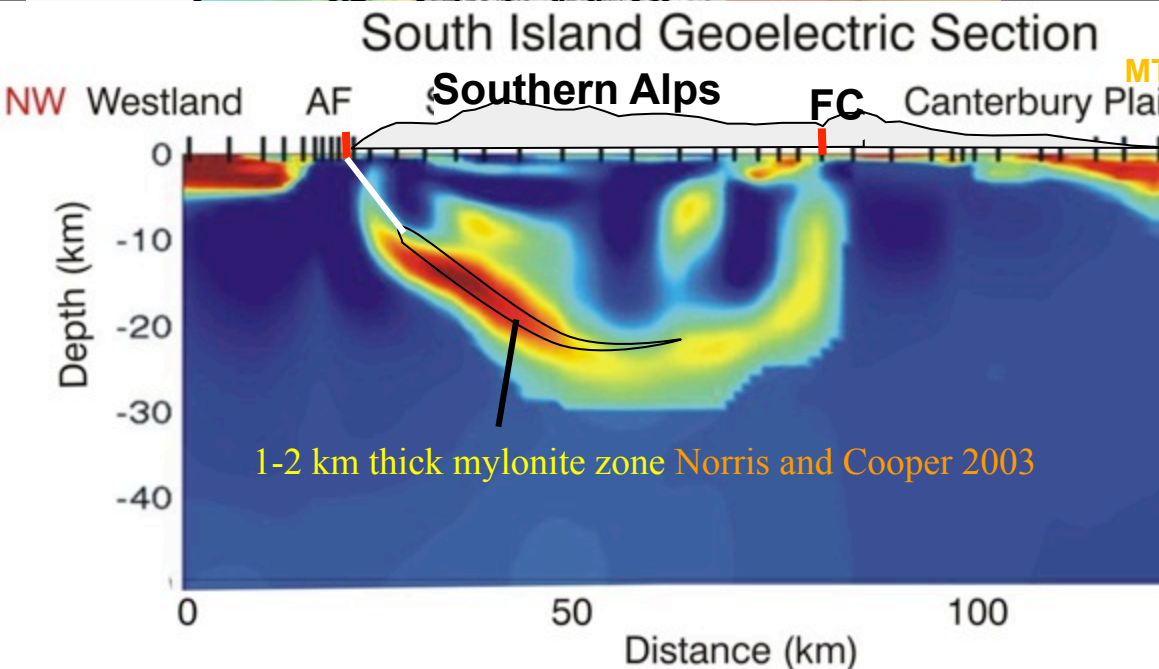 South Island Geoelectric Section
MT
NW Westland AF Southern Alps FC Canterbury Plai
Depth (km)
0
-10
-20
-30
-40
1-2 km thick mylonite zone Norris and Cooper 2003
0 50 100
Distance (km)